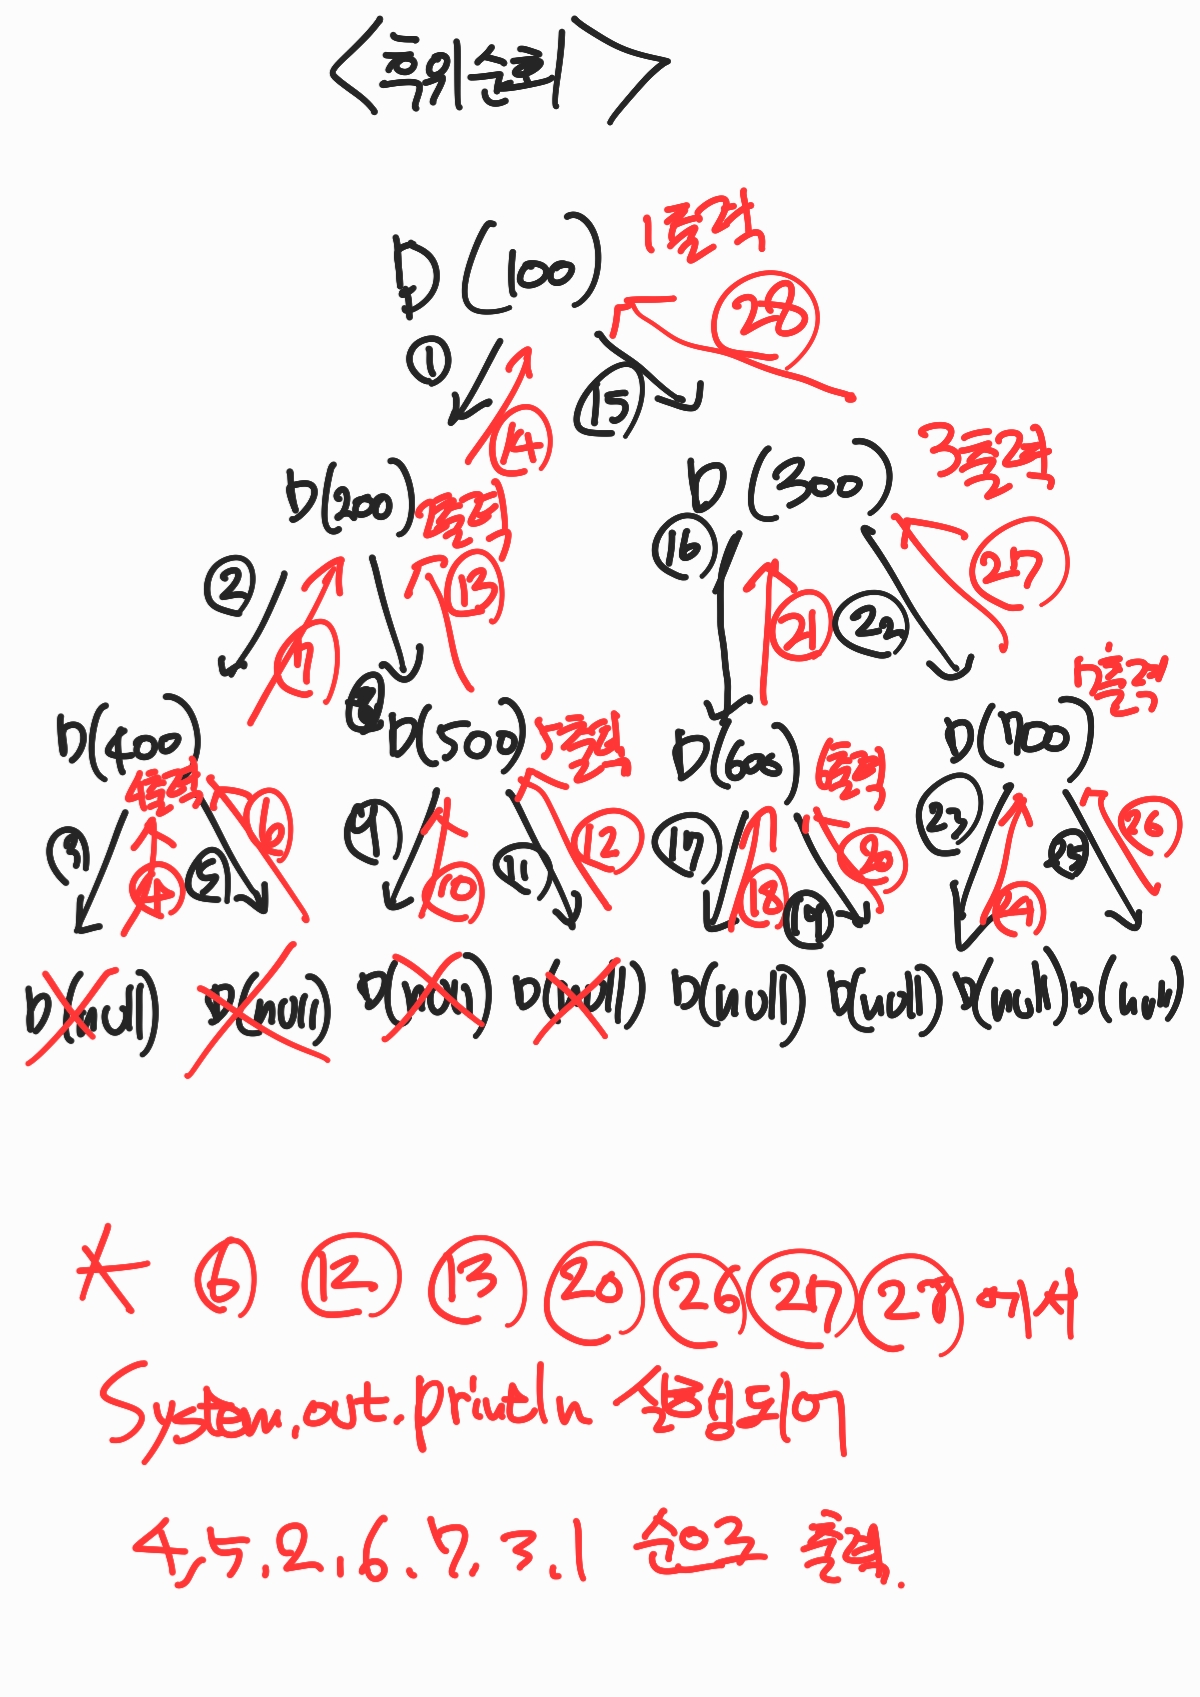 <후위순회>
D(100) 1출력
① ⑭ ⑮ ㉘
D(200) D(300) 3출력
② ⑦ ⑬ ⑯ ㉑ ㉒ ㉗
D(400) D(500) 5출력 D(600) D(700) 7출력
4출력 6출력
③ ④ ⑤ ⑥ ⑨ ⑩ ⑪ ⑫ ⑰ ⑱ ⑲ ⑳ ㉓ ㉔ ㉕ ㉖
D(null) D(null) D(null) D(null) D(null) D(null) D(null) D(null)
* ⑥ ⑫ ⑬ ⑳ ㉖ ㉗ ㉘ 에서
System.out.println 실행되어
4,5.2,6.7,3.1 순으로 출력.